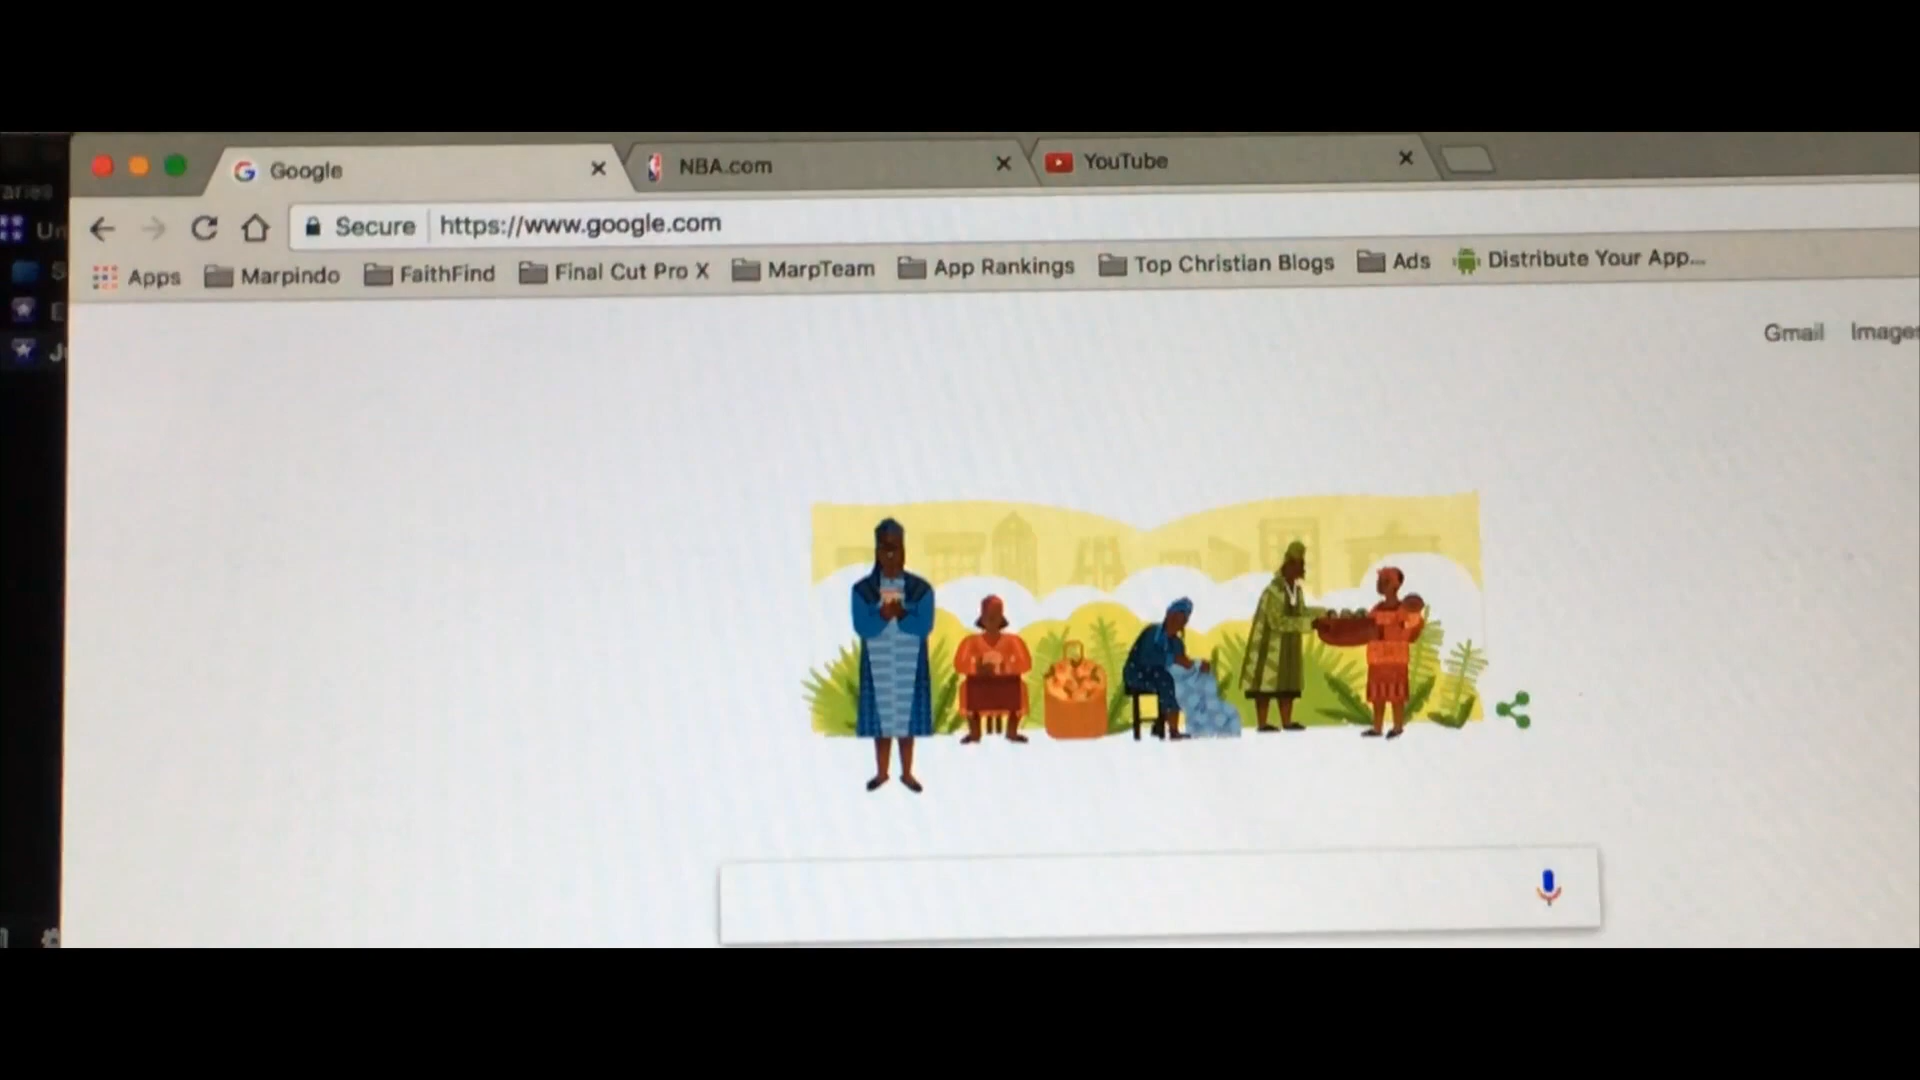 Google
NBA.com
YouTube
Secure https://www.google.com
Apps Marpindo FaithFind Final Cut Pro X MarpTeam App Rankings Top Christian Blogs Ads Distribute Your App...
Gmail Images